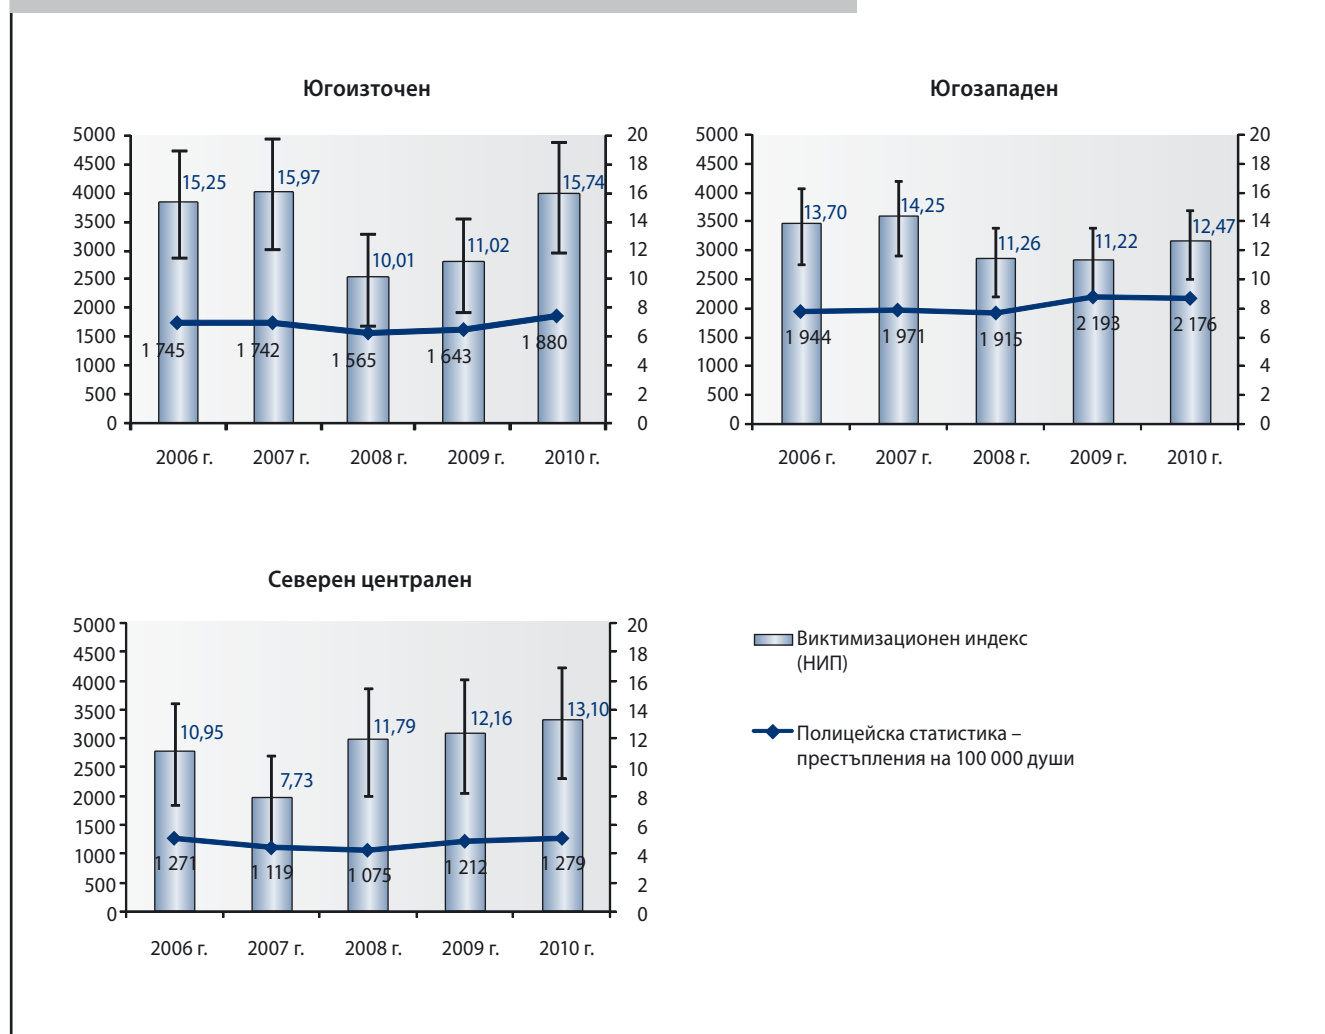 Югоизточен
5000 20
4500 18
4000 16
3500 14
3000 12
2500 10
2000 8
1500 6
1000 4
500 2
0 0
15,25 15,97 10,01 11,02 15,74
1 745 1 742 1 565 1 643 1 880
2006 г. 2007 г. 2008 г. 2009 г. 2010 г.
Югозападен
5000 20
4500 18
4000 16
3500 14
3000 12
2500 10
2000 8
1500 6
1000 4
500 2
0 0
13,70 14,25 11,26 11,22 12,47
1 944 1 971 1 915 2 193 2 176
2006 г. 2007 г. 2008 г. 2009 г. 2010 г.
Северен централен
5000 20
4500 18
4000 16
3500 14
3000 12
2500 10
2000 8
1500 6
1000 4
500 2
0 0
10,95 7,73 11,79 12,16 13,10
1 271 1 119 1 075 1 212 1 279
2006 г. 2007 г. 2008 г. 2009 г. 2010 г.
Виктимизационен индекс
(НИП)
Полицейска статистика –
престъпления на 100 000 души